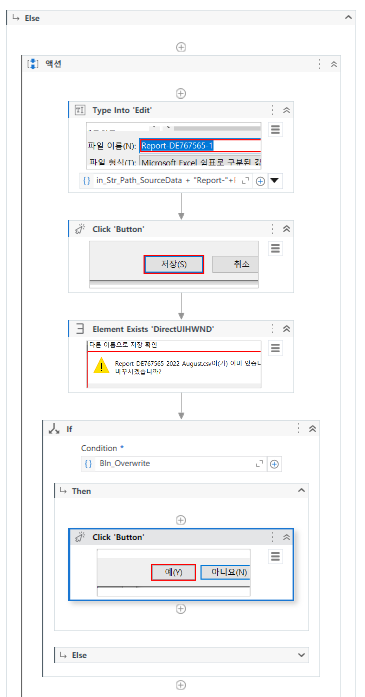 Else
액션
Type Into 'Edit'
파일 이름(N): Report-DE767565-1
파일 형식(T): Microsoft Excel 쉼표로 구분된 값
in_Str_Path_SourceData + "Report-"+I
Click 'Button'
저장(S) 취소
Element Exists 'DirectUIHWND'
다른 이름으로 저장 확인
Report-DE767565-2022-August.csv이(가) 이미 있습니
바꾸시겠습니까?
If
Condition *
Bln_Overwrite
Then
Click 'Button'
예(Y) 아니요(N)
Else